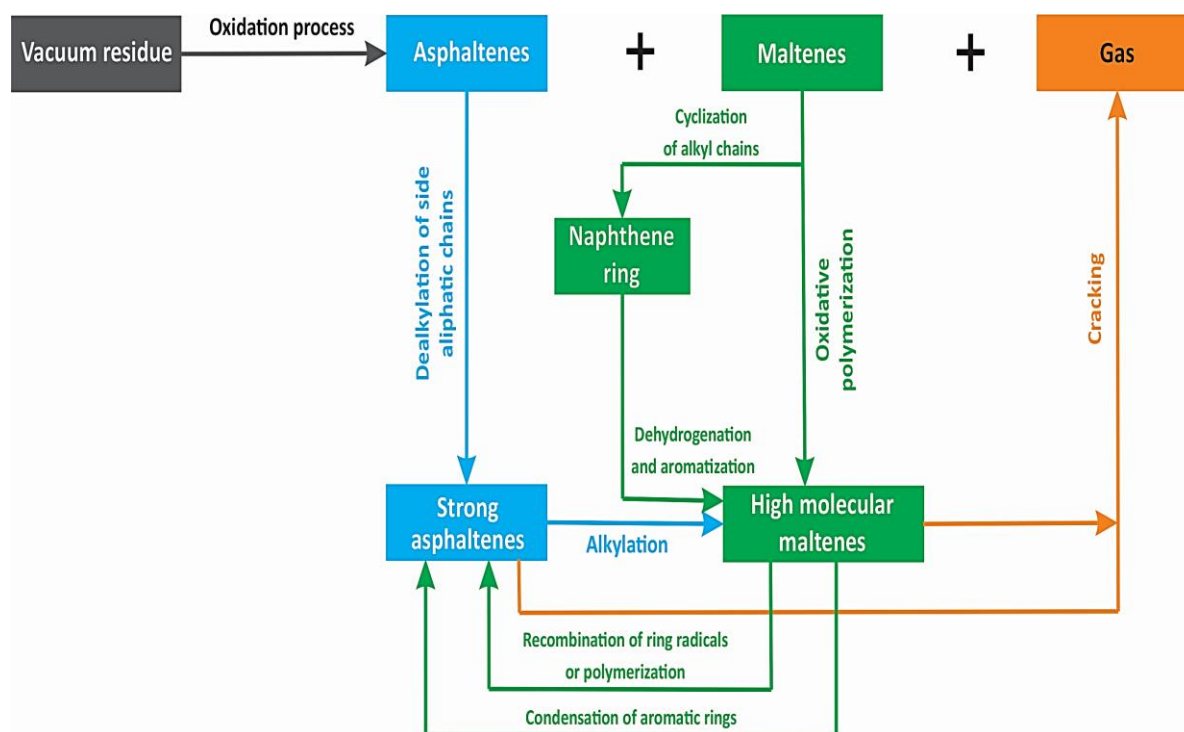 Oxidation process
Vacuum residue
Asphaltenes
+
Maltenes
+
Gas
Cyclization
of alkyl chains
Dealkylation of side
aliphatic chains
Naphthene
ring
Oxidative
polymerization
Cracking
Dehydrogenation
and aromatization
Strong
asphaltenes
Alkylation
High molecular
maltenes
Recombination of ring radicals
or polymerization
Condensation of aromatic rings